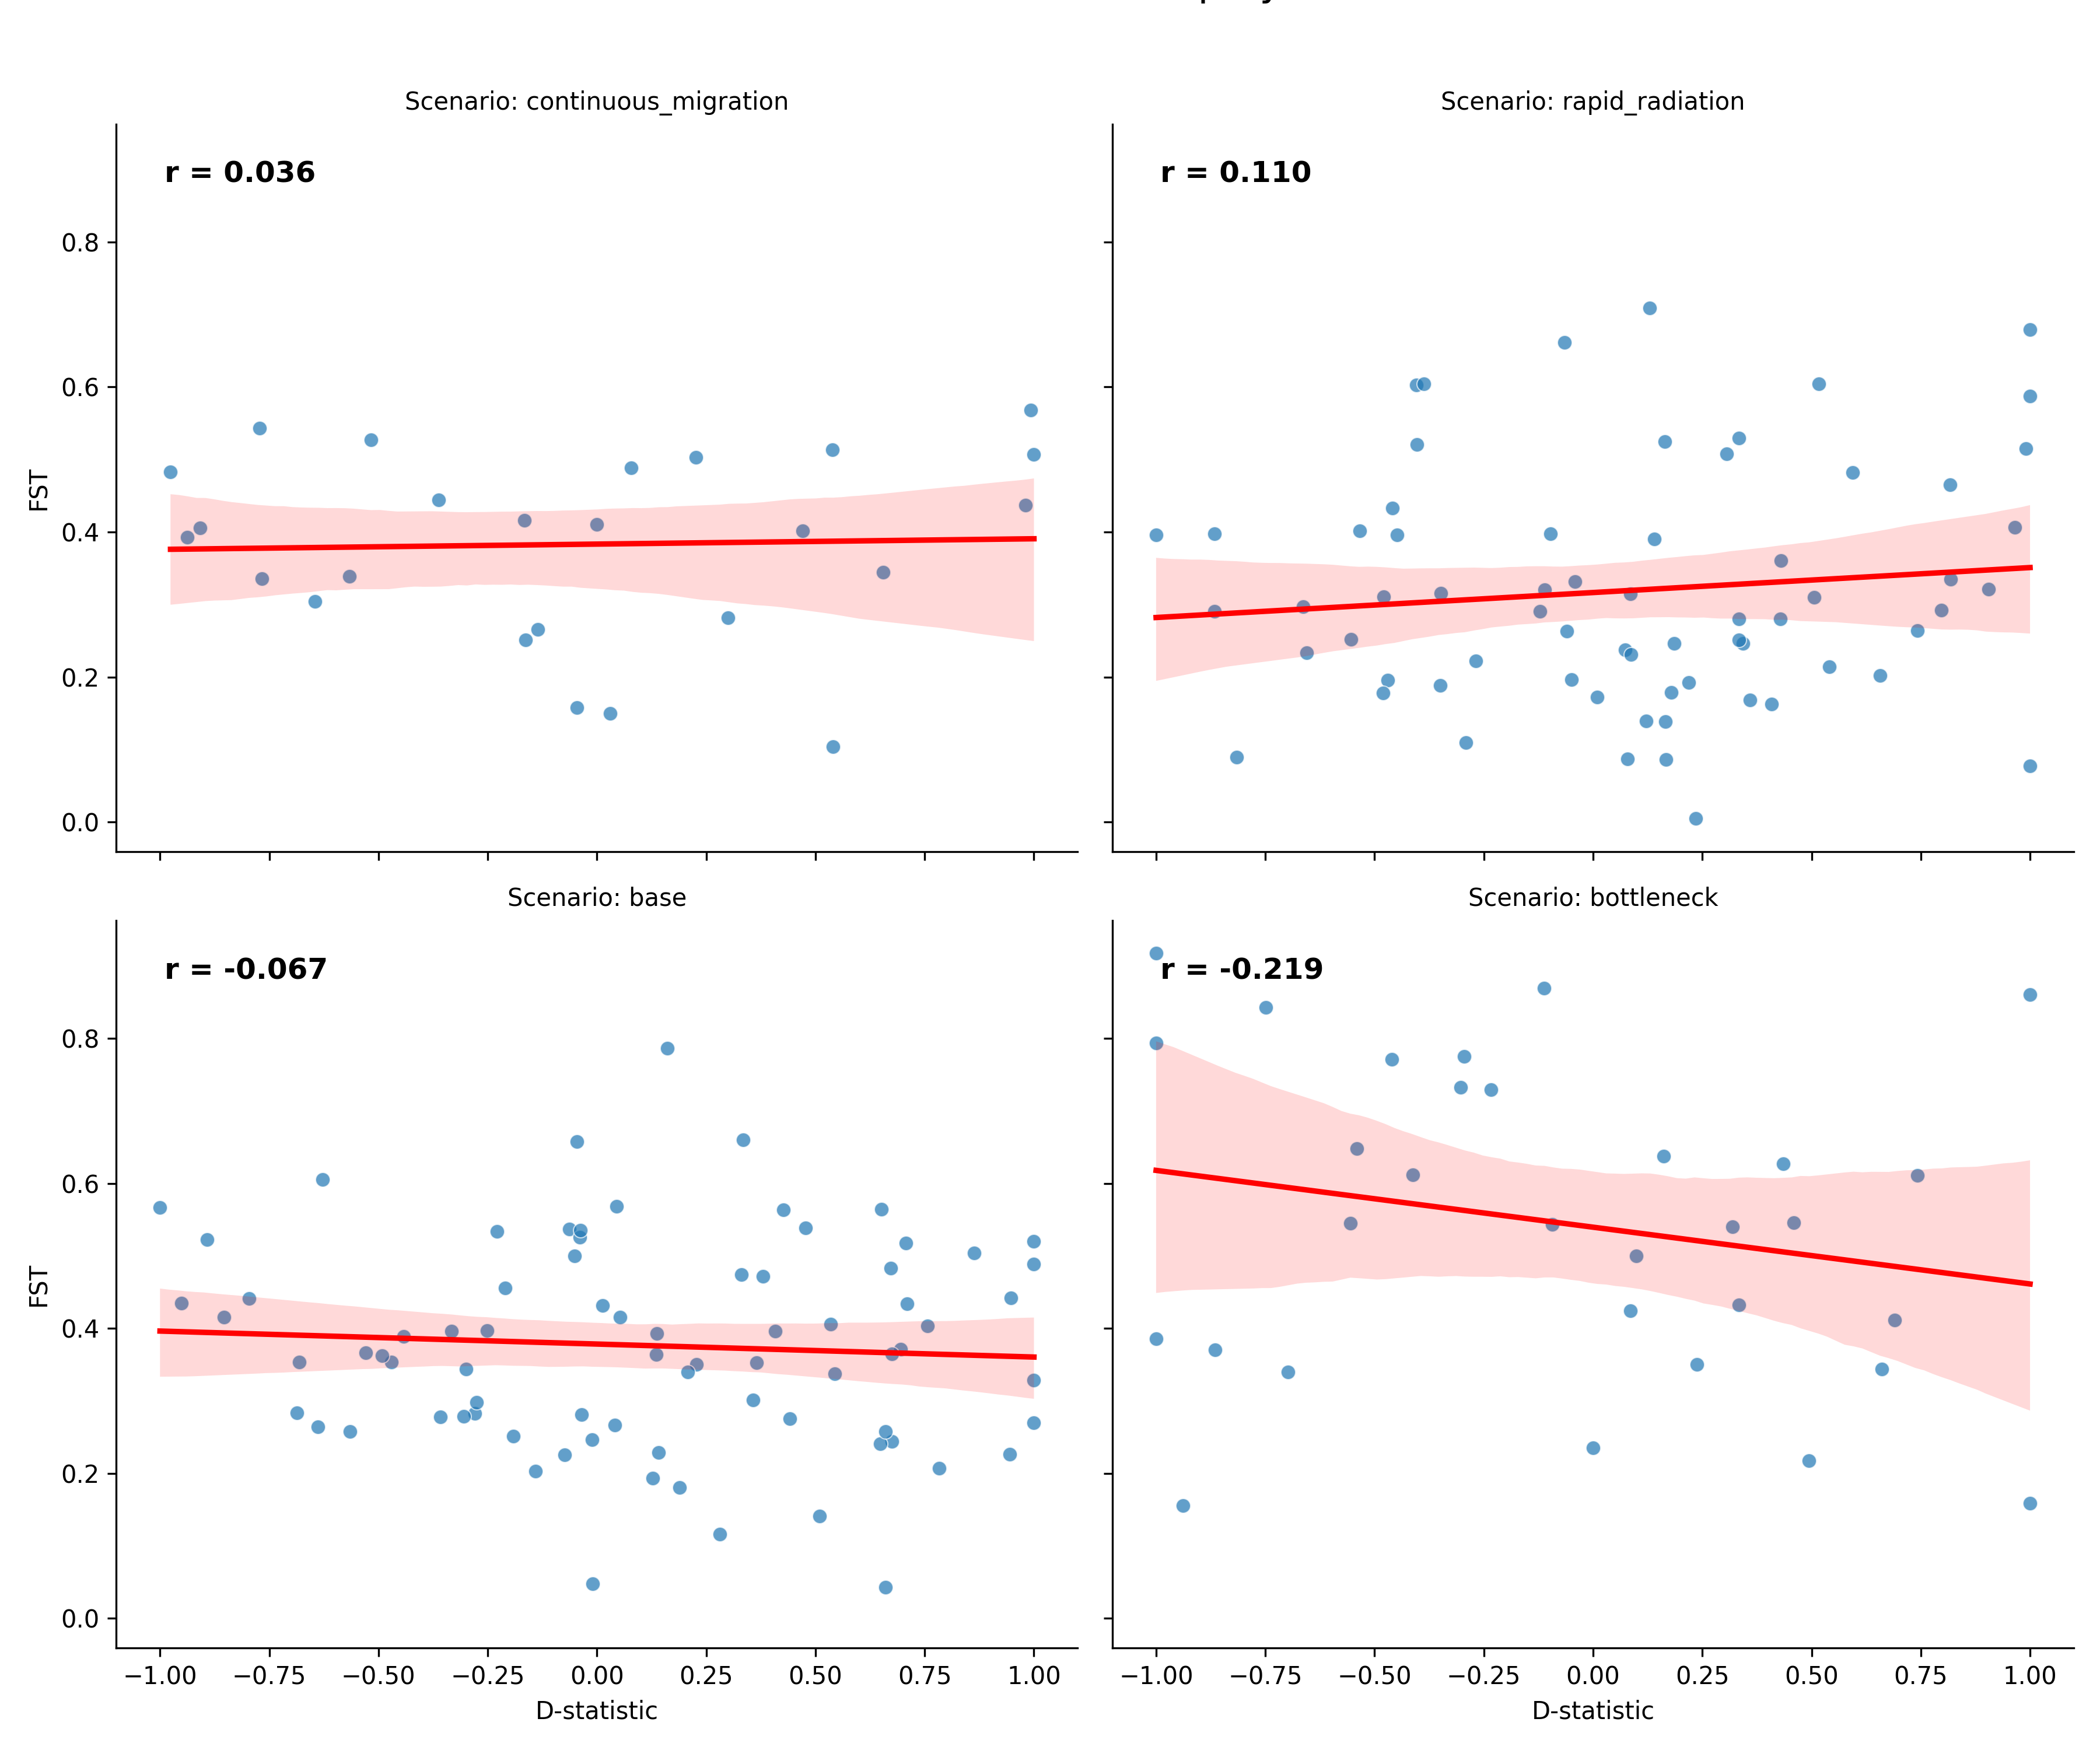 Scenario: continuous_migration
Scenario: rapid_radiation
r = 0.036
r = 0.110
0.8
0.6
FST
0.4
0.2
0.0
Scenario: base
Scenario: bottleneck
r = -0.067
r = -0.219
0.8
0.6
FST
0.4
0.2
0.0
−1.00 −0.75 −0.50 −0.25 0.00 0.25 0.50 0.75 1.00
−1.00 −0.75 −0.50 −0.25 0.00 0.25 0.50 0.75 1.00
D-statistic
D-statistic